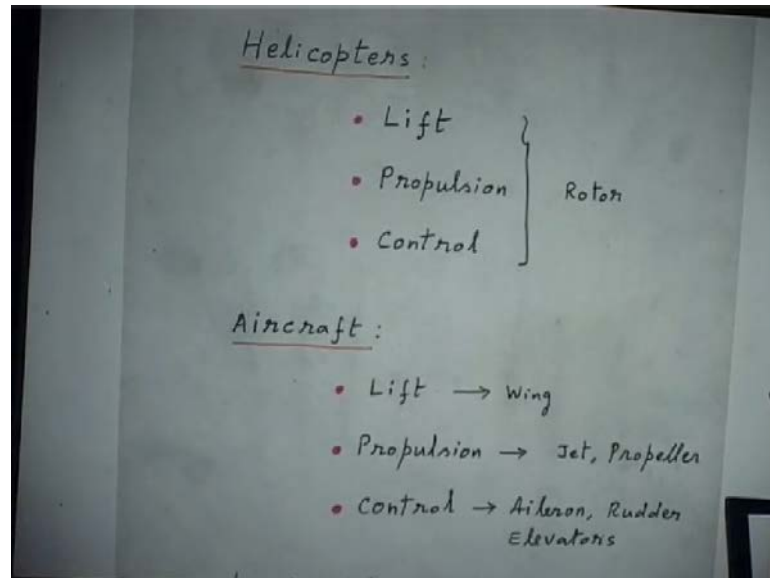 Helicopters :
• Lift
• Propulsion } Rotor
• Control
Aircraft :
• Lift → Wing
• Propulsion → Jet, Propeller
• Control → Aileron, Rudder
Elevators